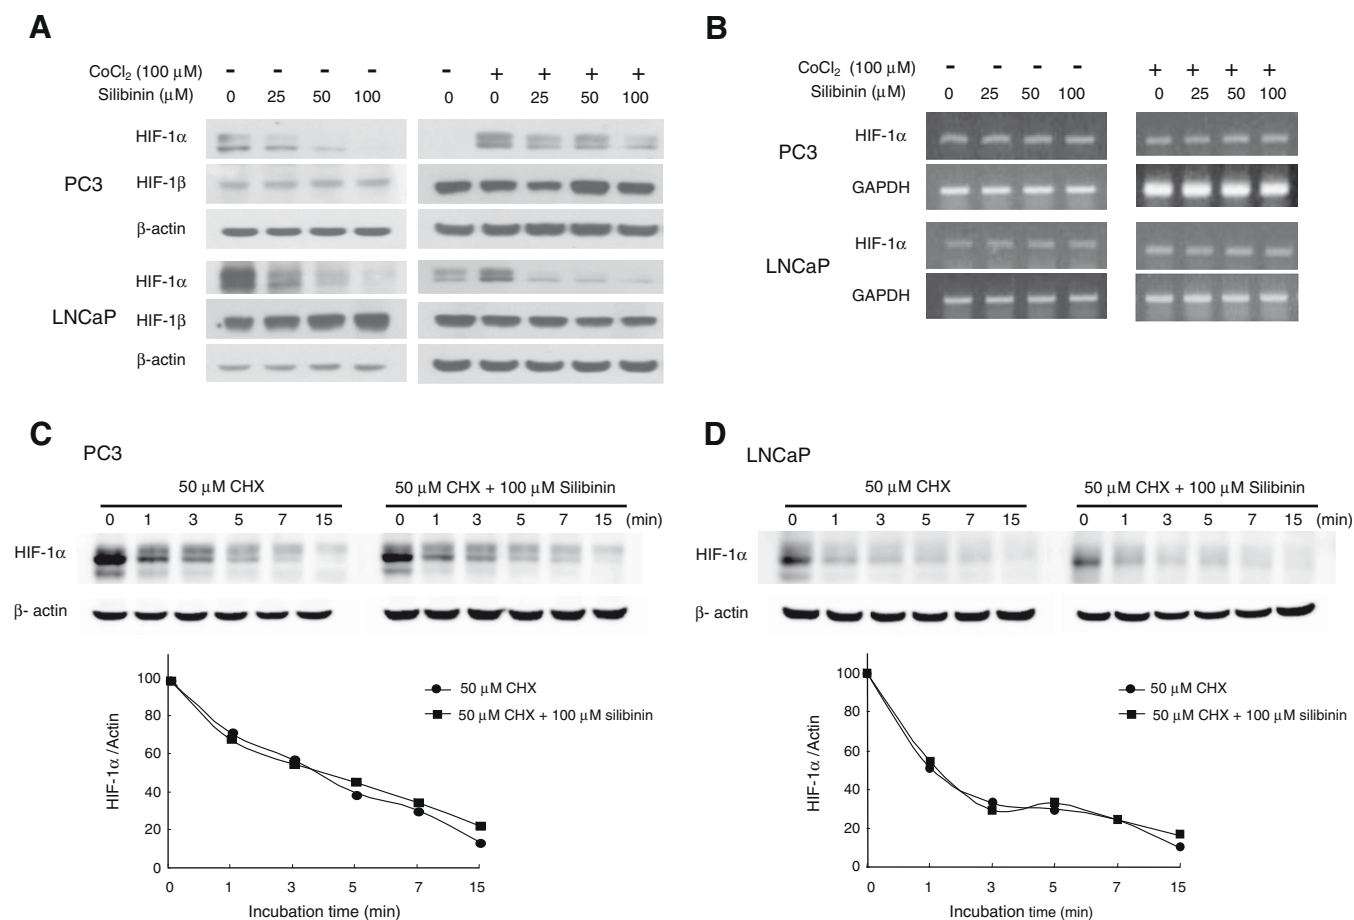 A
CoCl₂ (100 μM) - - - - - + + + +
Silibinin (μM) 0 25 50 100 0 0 25 50 100
PC3
HIF-1α
HIF-1β
β-actin
LNCaP
HIF-1α
HIF-1β
β-actin
B
CoCl₂ (100 μM) - - - - + + + +
Silibinin (μM) 0 25 50 100 0 25 50 100
PC3
HIF-1α
GAPDH
LNCaP
HIF-1α
GAPDH
C
PC3
50 μM CHX 50 μM CHX + 100 μM Silibinin
0 1 3 5 7 15 0 1 3 5 7 15 (min)
HIF-1α
β- actin
HIF-1α /Actin
100
80
60
40
20
0
0 1 3 5 7 15
Incubation time (min)
50 μM CHX
50 μM CHX + 100 μM silibinin
D
LNCaP
50 μM CHX 50 μM CHX + 100 μM Silibinin
0 1 3 5 7 15 0 1 3 5 7 15 (min)
HIF-1α
β- actin
HIF-1α /Actin
100
80
60
40
20
0
0 1 3 5 7 15
Incubation time (min)
50 μM CHX
50 μM CHX + 100 μM silibinin